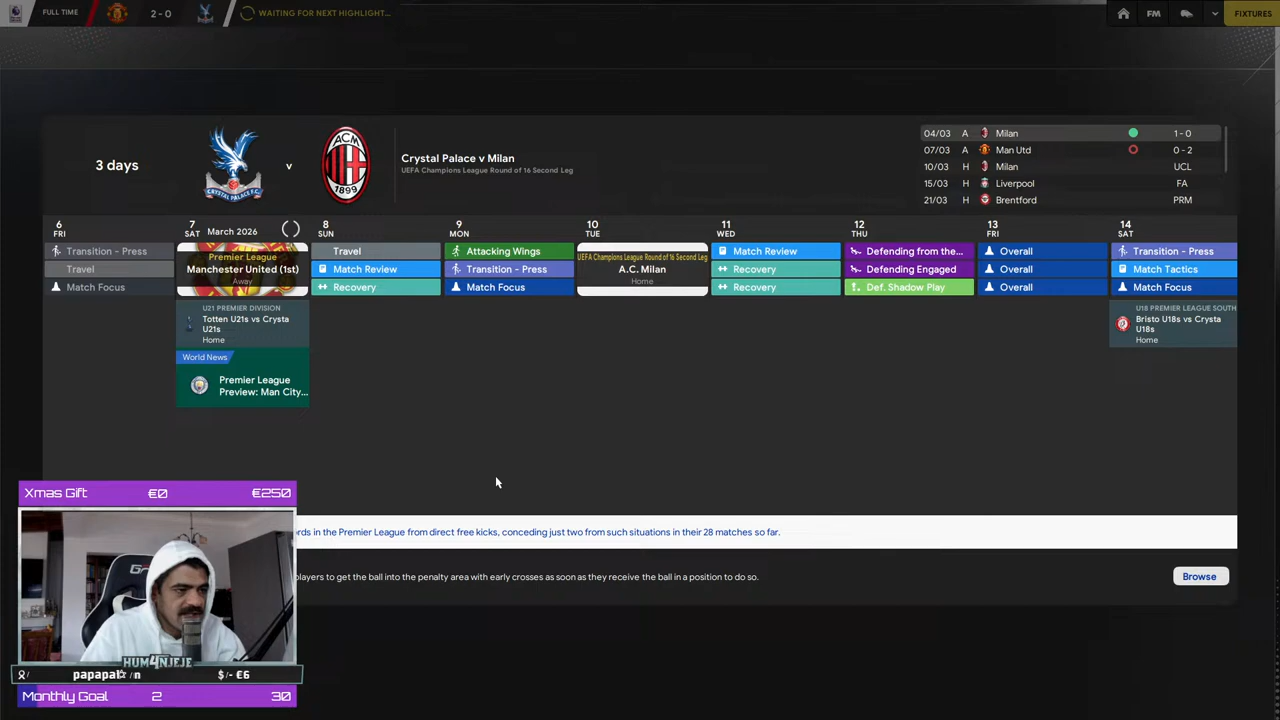 FULL TIME
2 - 0
WAITING FOR NEXT HIGHLIGHT...
FM
FIXTURES
3 days
v
ACM
1899
CRYSTAL PALACE F.C.
Crystal Palace v Milan
UEFA Champions League Round of 16 Second Leg
04/03 A Milan 1 - 0
07/03 A Man Utd 0 - 2
10/03 H Milan UCL
15/03 H Liverpool FA
21/03 H Brentford PRM
6
FRI
7
SAT March 2026
8
SUN
9
MON
10
TUE
11
WED
12
THU
13
FRI
14
SAT
Transition - Press
Travel
Match Focus
Premier League
Manchester United (1st)
Away
Travel
Match Review
Recovery
Attacking Wings
Transition - Press
Match Focus
UEFA Champions League Round of 16 Second Leg
A.C. Milan
Home
Match Review
Recovery
Recovery
Defending from the...
Defending Engaged
Def. Shadow Play
Overall
Overall
Overall
Transition - Press
Match Tactics
Match Focus
U21 PREMIER DIVISION
Totten U21s vs Crysta
U21s
Home
World News
Premier League
Preview: Man City...
U18 PREMIER LEAGUE SOUTH
Bristo U18s vs Crysta
U18s
Home
ords in the Premier League from direct free kicks, conceding just two from such situations in their 28 matches so far.
players to get the ball into the penalty area with early crosses as soon as they receive the ball in a position to do so.
Browse
Xmas Gift €0 €250
HUM4NJEJE
$/- €6
Monthly Goal 2 30